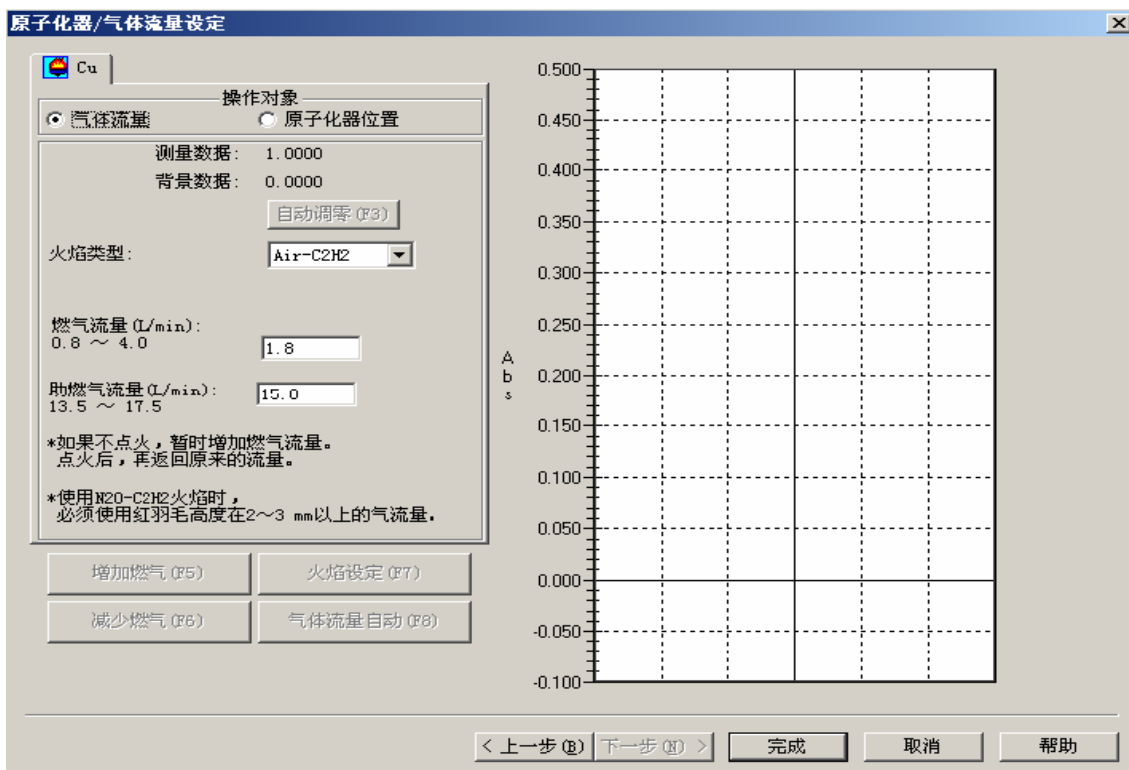 原子化器/气体流量设定
Cu
操作对象
气体流量
原子化器位置
测量数据: 1.0000
背景数据: 0.0000
自动调零(F3)
火焰类型: Air-C2H2
燃气流量(L/min):
0.8 ～ 4.0
1.8
助燃气流量(L/min):
13.5 ～ 17.5
15.0
*如果不点火，暂时增加燃气流量。
点火后，再返回原来的流量。
*使用N2O-C2H2火焰时，
必须使用红羽毛高度在2～3 mm以上的气流量.
增加燃气(F5)
火焰设定(F7)
减少燃气(F6)
气体流量自动(F8)
Abs
0.500
0.450
0.400
0.350
0.300
0.250
0.200
0.150
0.100
0.050
0.000
-0.050
-0.100
< 上一步(B)
下一步(N) >
完成
取消
帮助